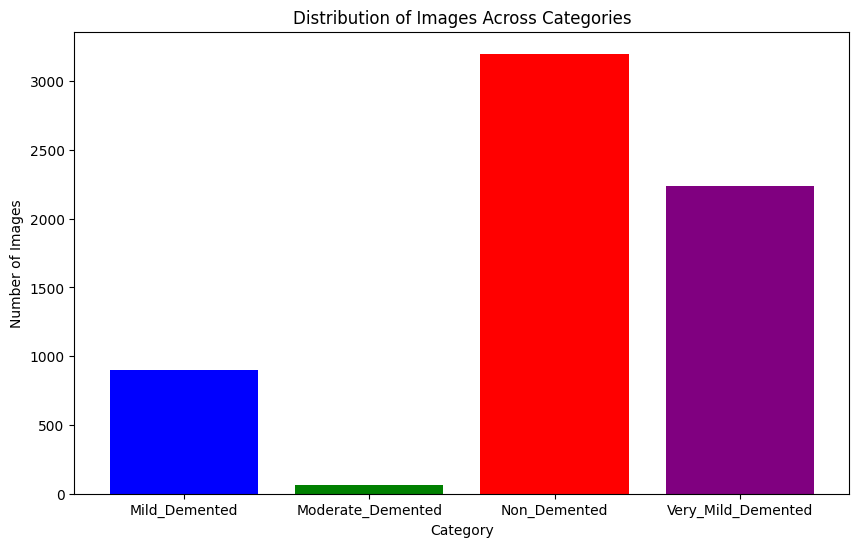 Distribution of Images Across Categories
Number of Images
3000
2500
2000
1500
1000
500
0
Mild_Demented Moderate_Demented Non_Demented Very_Mild_Demented
Category